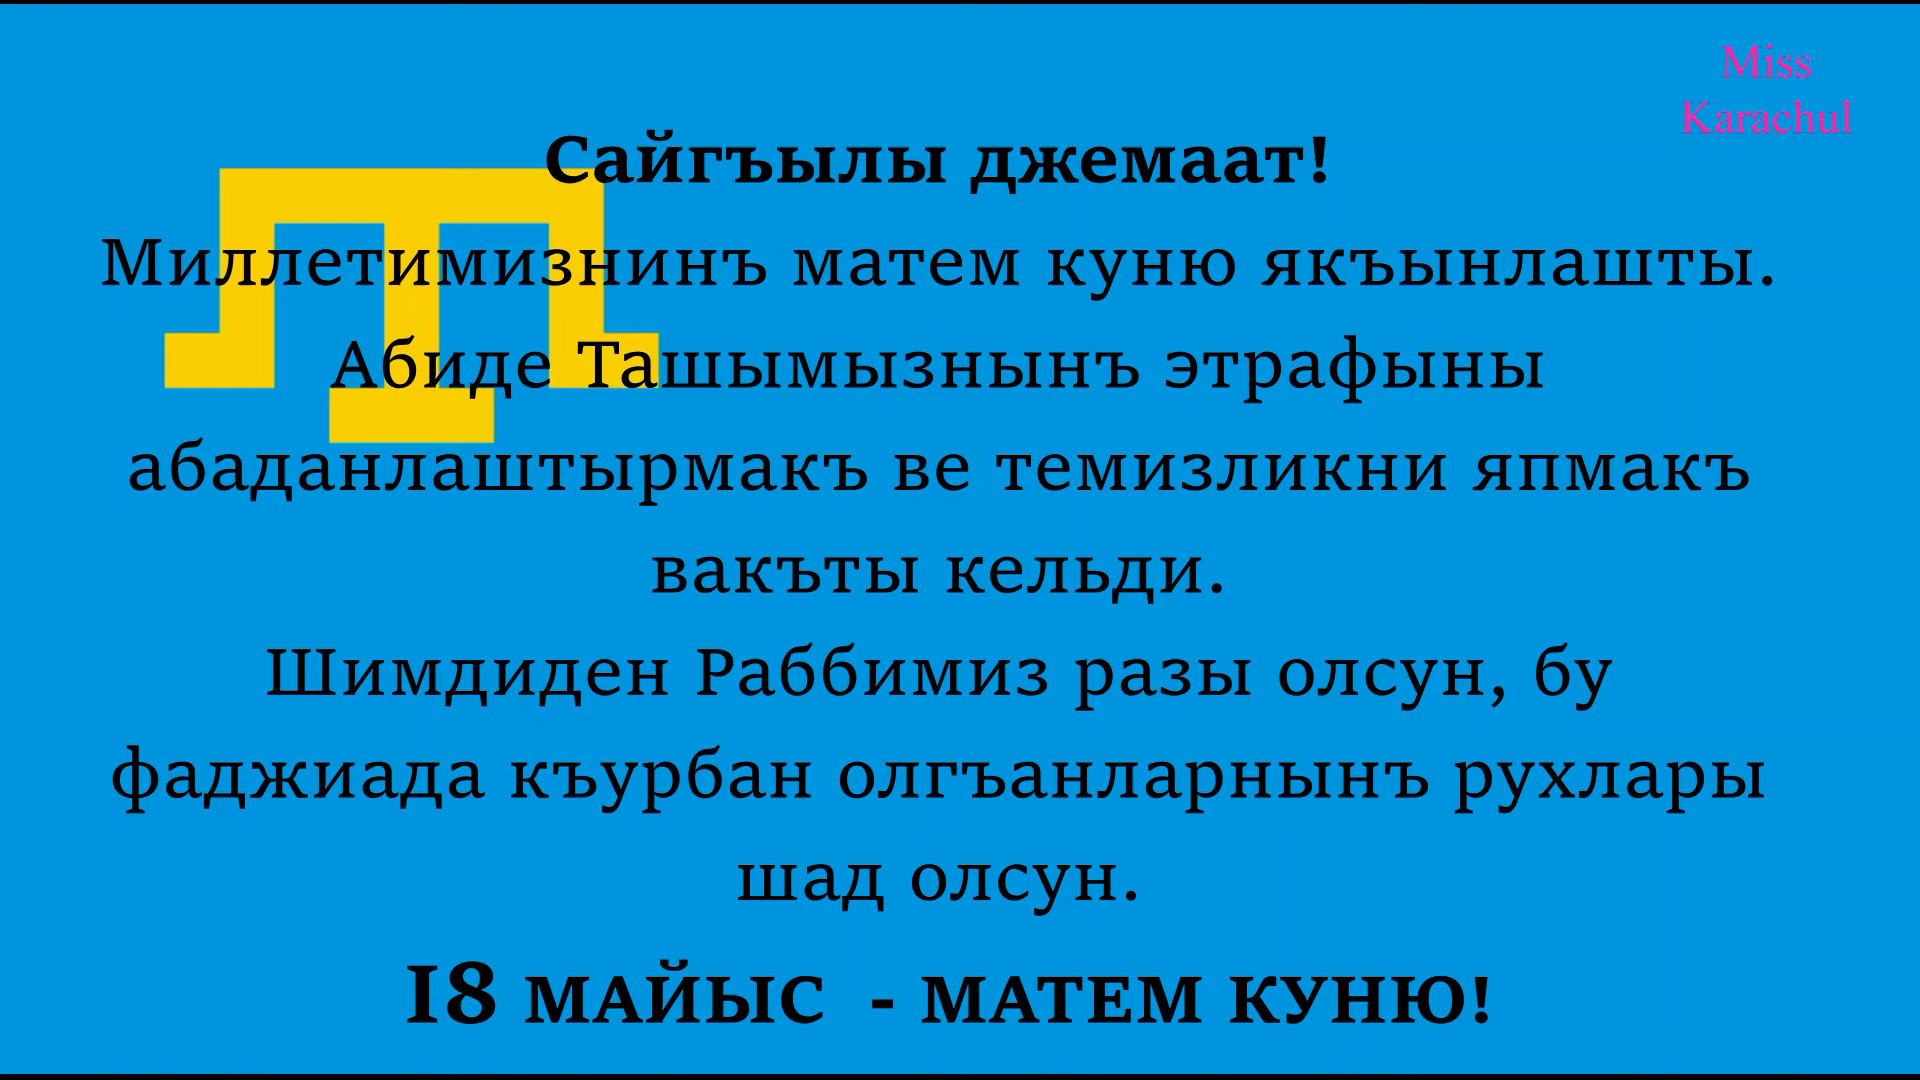 Miss
Karachul
Сайгъылы джемаат!
Миллетимизнинъ матем куню якъынлашты.
Абиде Ташымызнынъ этрафыны
абаданлаштырмакъ ве темизликни япмакъ
вакъты кельди.
Шимдиден Раббимиз разы олсун, бу
фаджиада къурбан олгъанларнынъ рухлары
шад олсун.
18 МАЙЫС - МАТЕМ КУНЮ!